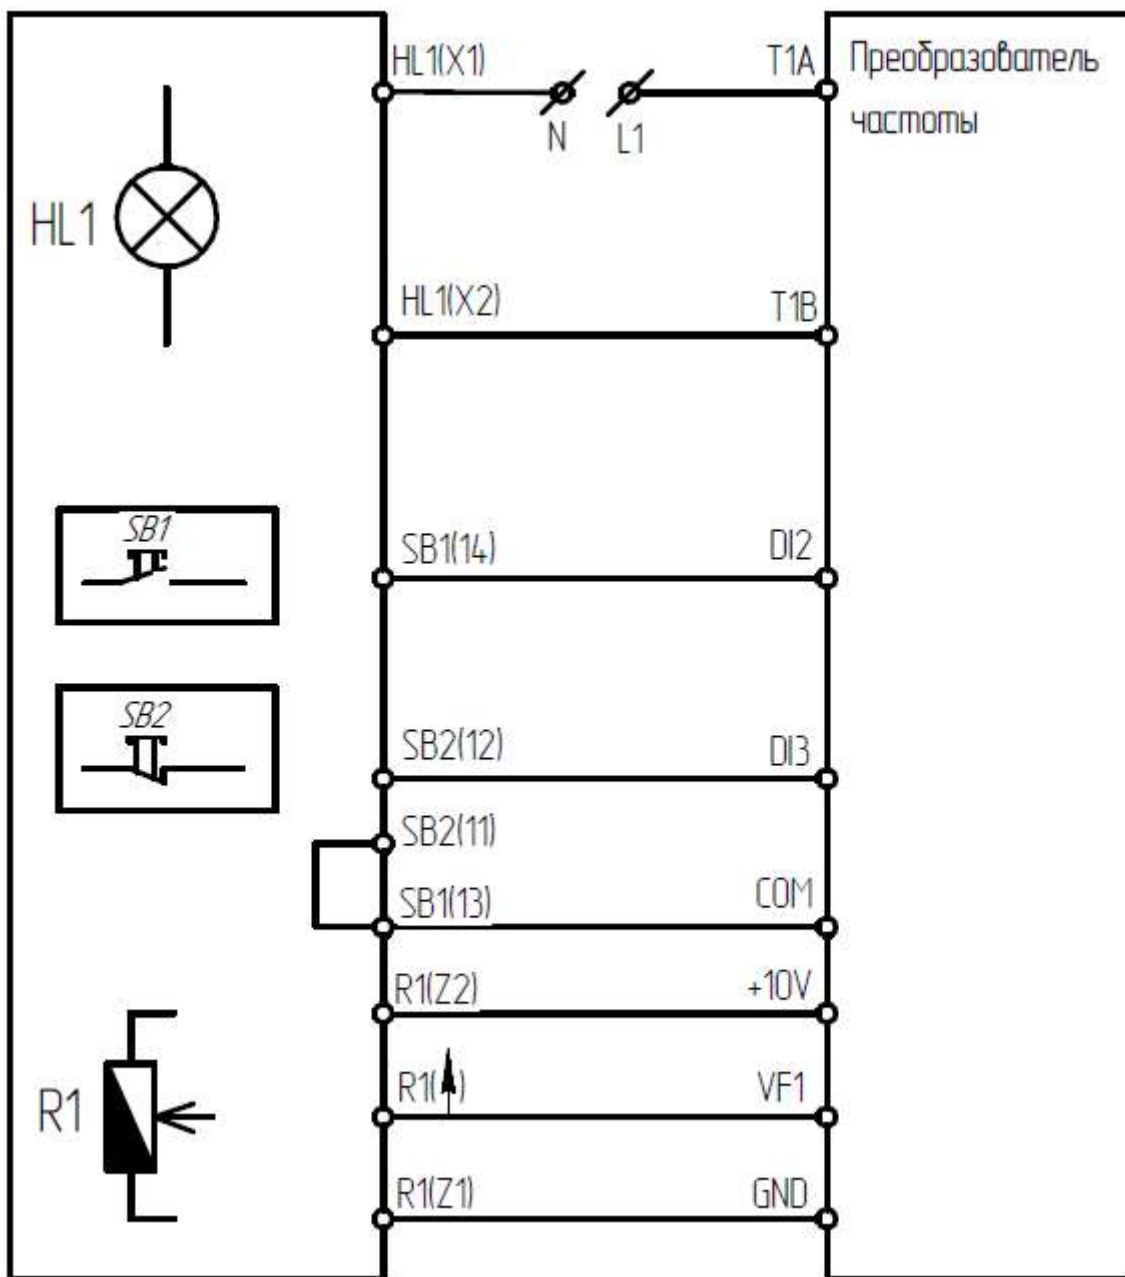 HL1(X1)
T1A
Преобразователь
частоты
N
L1
HL1
HL1(X2)
T1B
SB1
SB1(14)
DI2
SB2
SB2(12)
DI3
SB2(11)
SB1(13)
COM
R1(Z2)
+10V
R1
R1( )
VF1
R1(Z1)
GND